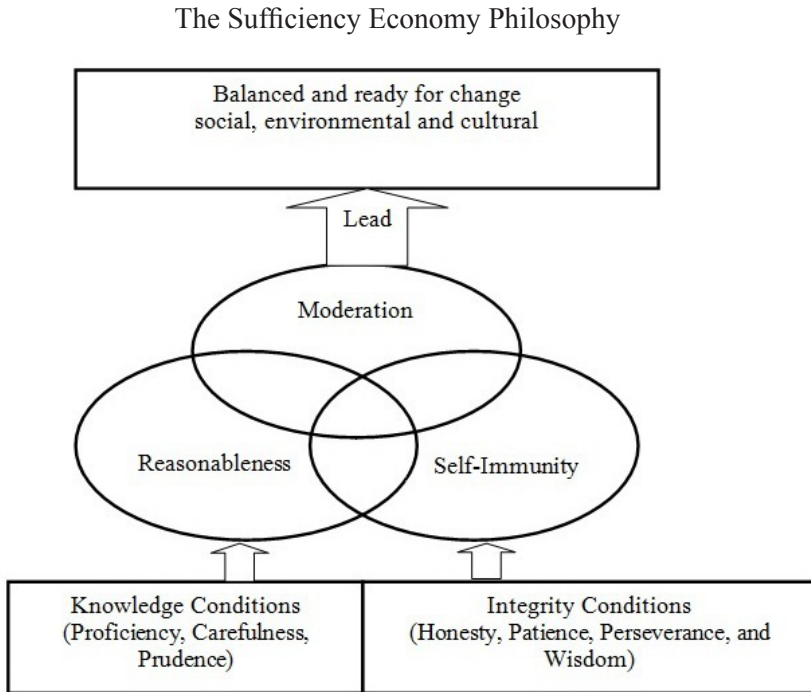 The Sufficiency Economy Philosophy
Balanced and ready for change
social, environmental and cultural
Lead
Moderation
Reasonableness
Self-Immunity
Knowledge Conditions
(Proficiency, Carefulness,
Prudence)
Integrity Conditions
(Honesty, Patience, Perseverance, and
Wisdom)